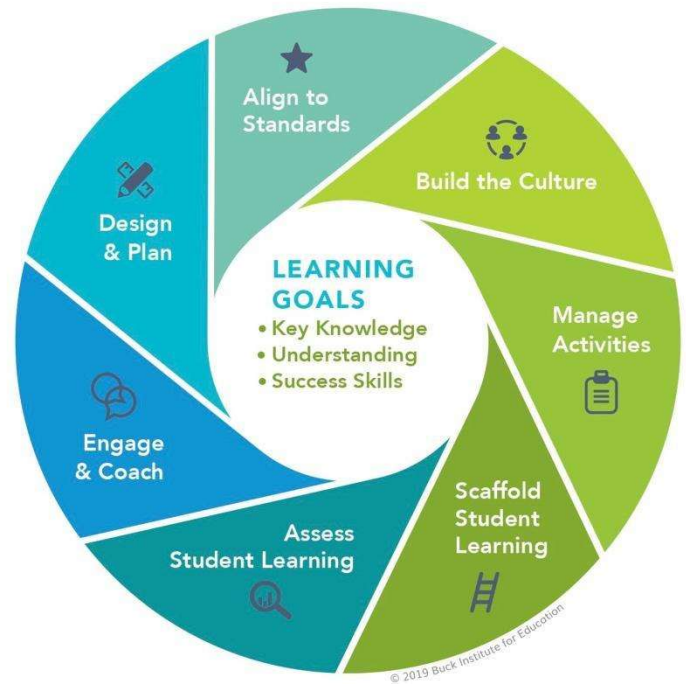 Align to
Standards
Build the Culture
Manage
Activities
Scaffold
Student
Learning
Assess
Student Learning
Engage
& Coach
Design
& Plan
LEARNING
GOALS
• Key Knowledge
• Understanding
• Success Skills
© 2019 Buck Institute for Education